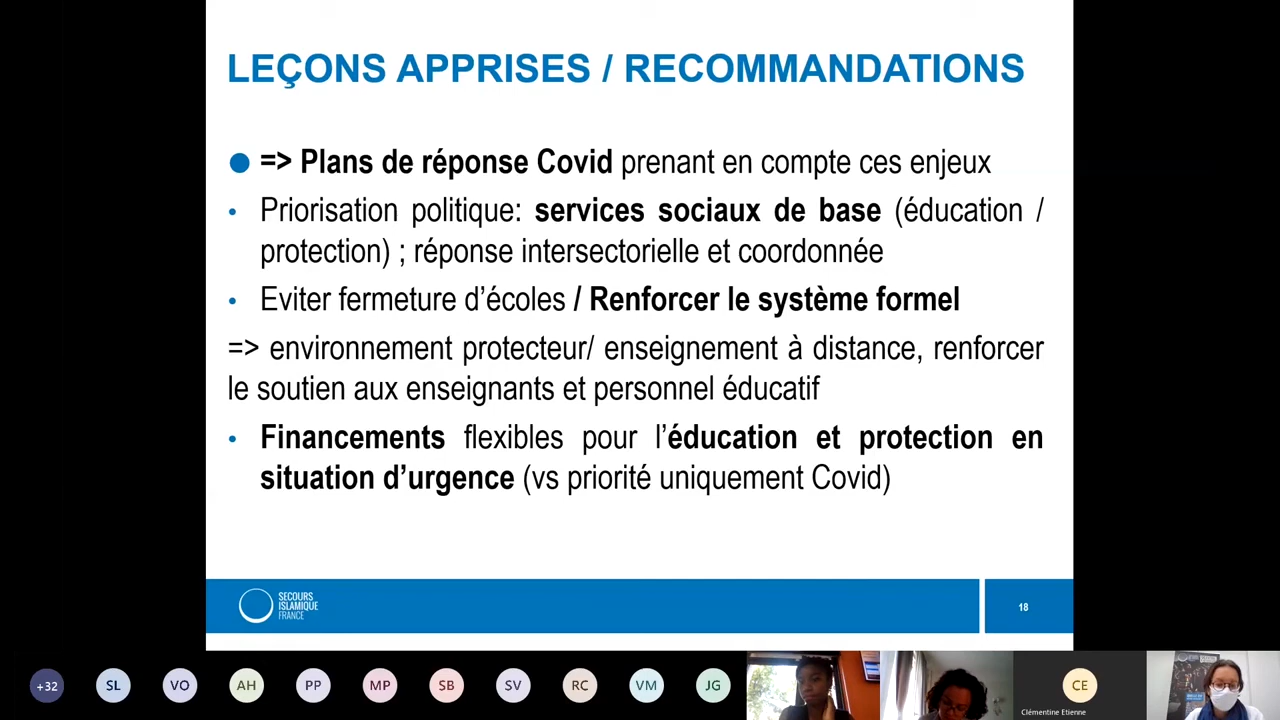 LEÇONS APPRISES / RECOMMANDATIONS
=> Plans de réponse Covid prenant en compte ces enjeux
• Priorisation politique: services sociaux de base (éducation /
protection) ; réponse intersectorielle et coordonnée
• Eviter fermeture d’écoles / Renforcer le système formel
=> environnement protecteur/ enseignement à distance, renforcer
le soutien aux enseignants et personnel éducatif
• Financements flexibles pour l’éducation et protection en
situation d’urgence (vs priorité uniquement Covid)
SECOURS
ISLAMIQUE
FRANCE
18
+32 SL VO AH PP MP SB SV RC VM JG CE
Clémentine Etienne